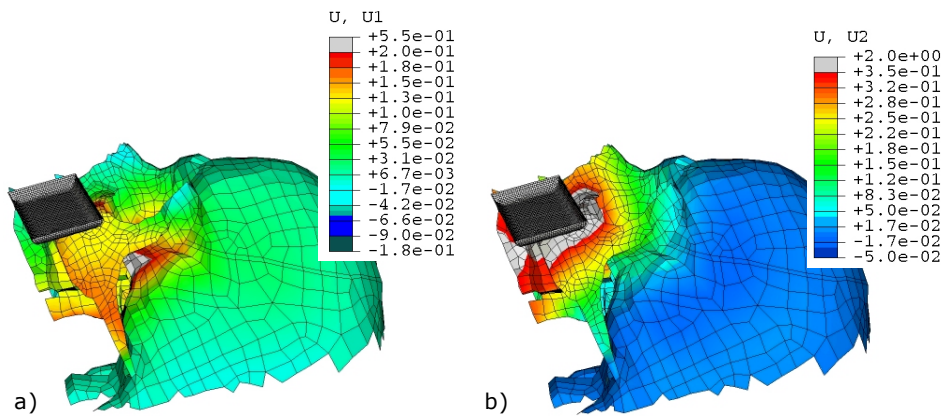 U, U1
+5.5e-01
+2.0e-01
+1.8e-01
+1.5e-01
+1.3e-01
+1.0e-01
+7.9e-02
+5.5e-02
+3.1e-02
+6.7e-03
-1.7e-02
-4.2e-02
-6.6e-02
-9.0e-02
-1.8e-01
a)
U, U2
+2.0e+00
+3.5e-01
+3.2e-01
+2.8e-01
+2.5e-01
+2.2e-01
+1.8e-01
+1.5e-01
+1.2e-01
+8.3e-02
+5.0e-02
+1.7e-02
-1.7e-02
-5.0e-02
b)